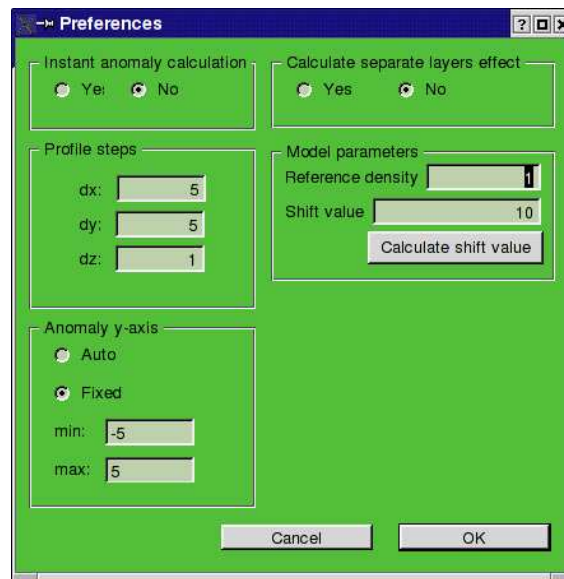 Preferences
Instant anomaly calculation
Yes No
Calculate separate layers effect
Yes No
Profile steps
dx: 5
dy: 5
dz: 1
Model parameters
Reference density 1
Shift value 10
Calculate shift value
Anomaly y-axis
Auto
Fixed
min: -5
max: 5
Cancel OK